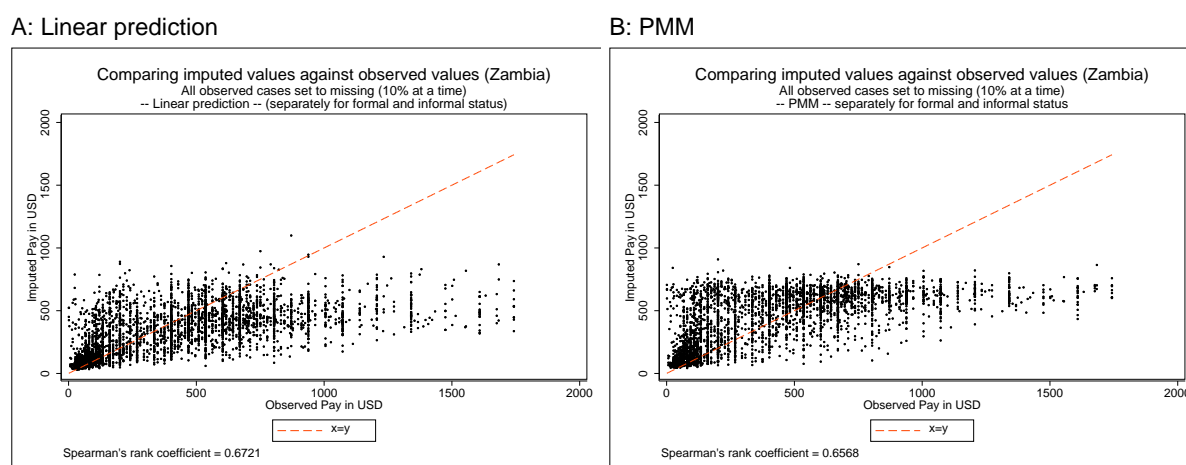 A: Linear prediction
Comparing imputed values against observed values (Zambia)
All observed cases set to missing (10% at a time)
-- Linear prediction -- (separately for formal and informal status)
Imputed Pay in USD
2000
1500
1000
500
0
0 500 1000 1500 2000
Observed Pay in USD
x=y
Spearman's rank coefficient = 0.6721
B: PMM
Comparing imputed values against observed values (Zambia)
All observed cases set to missing (10% at a time)
-- PMM -- separately for formal and informal status
Imputed Pay in USD
2000
1500
1000
500
0
0 500 1000 1500 2000
Observed Pay in USD
x=y
Spearman's rank coefficient = 0.6568